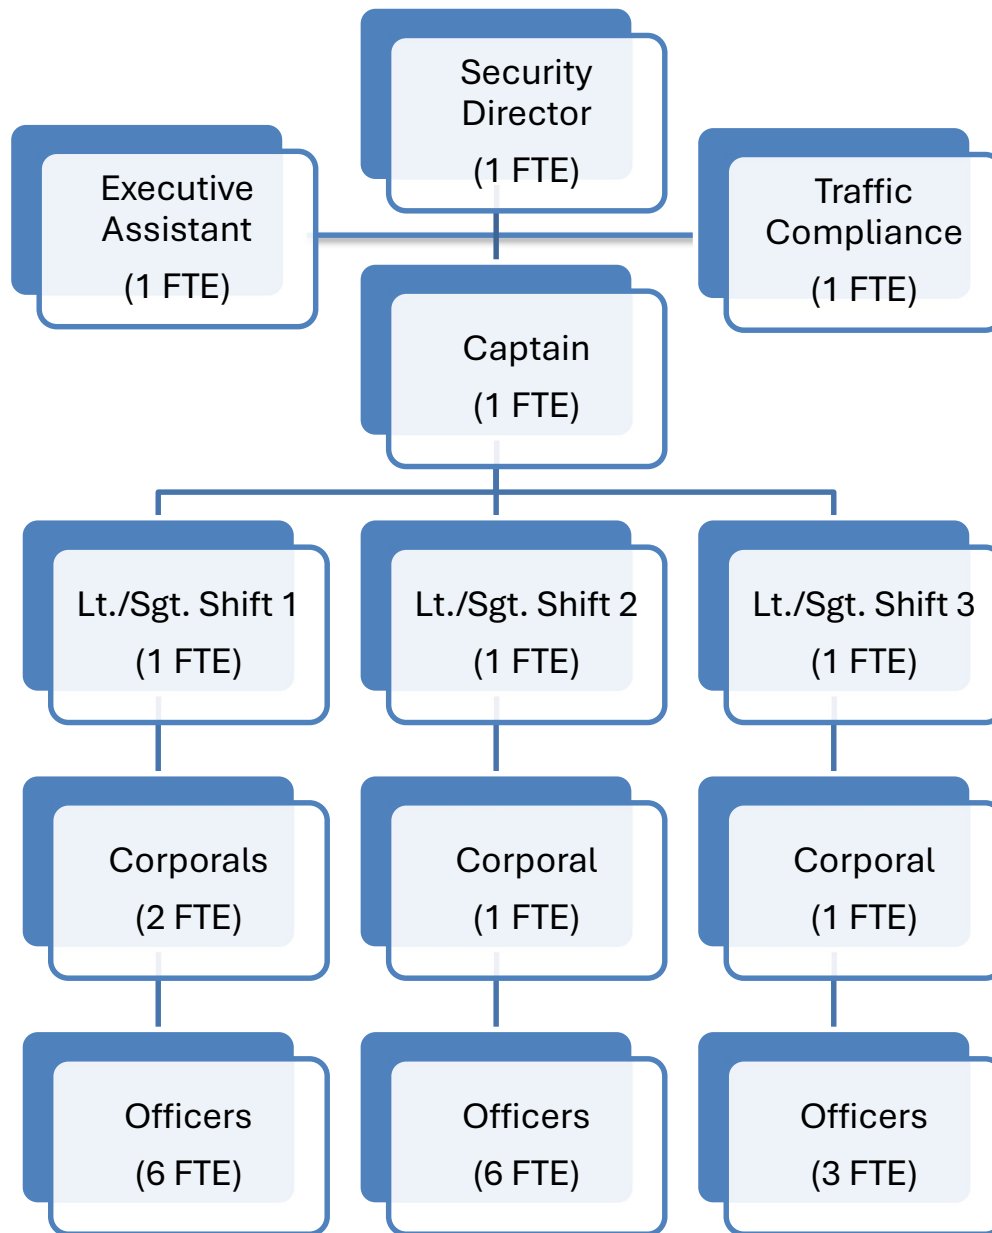 Security
Director
(1 FTE)
Executive
Assistant
(1 FTE)
Traffic
Compliance
(1 FTE)
Captain
(1 FTE)
Lt./Sgt. Shift 1
(1 FTE)
Lt./Sgt. Shift 2
(1 FTE)
Lt./Sgt. Shift 3
(1 FTE)
Corporals
(2 FTE)
Corporal
(1 FTE)
Corporal
(1 FTE)
Officers
(6 FTE)
Officers
(6 FTE)
Officers
(3 FTE)